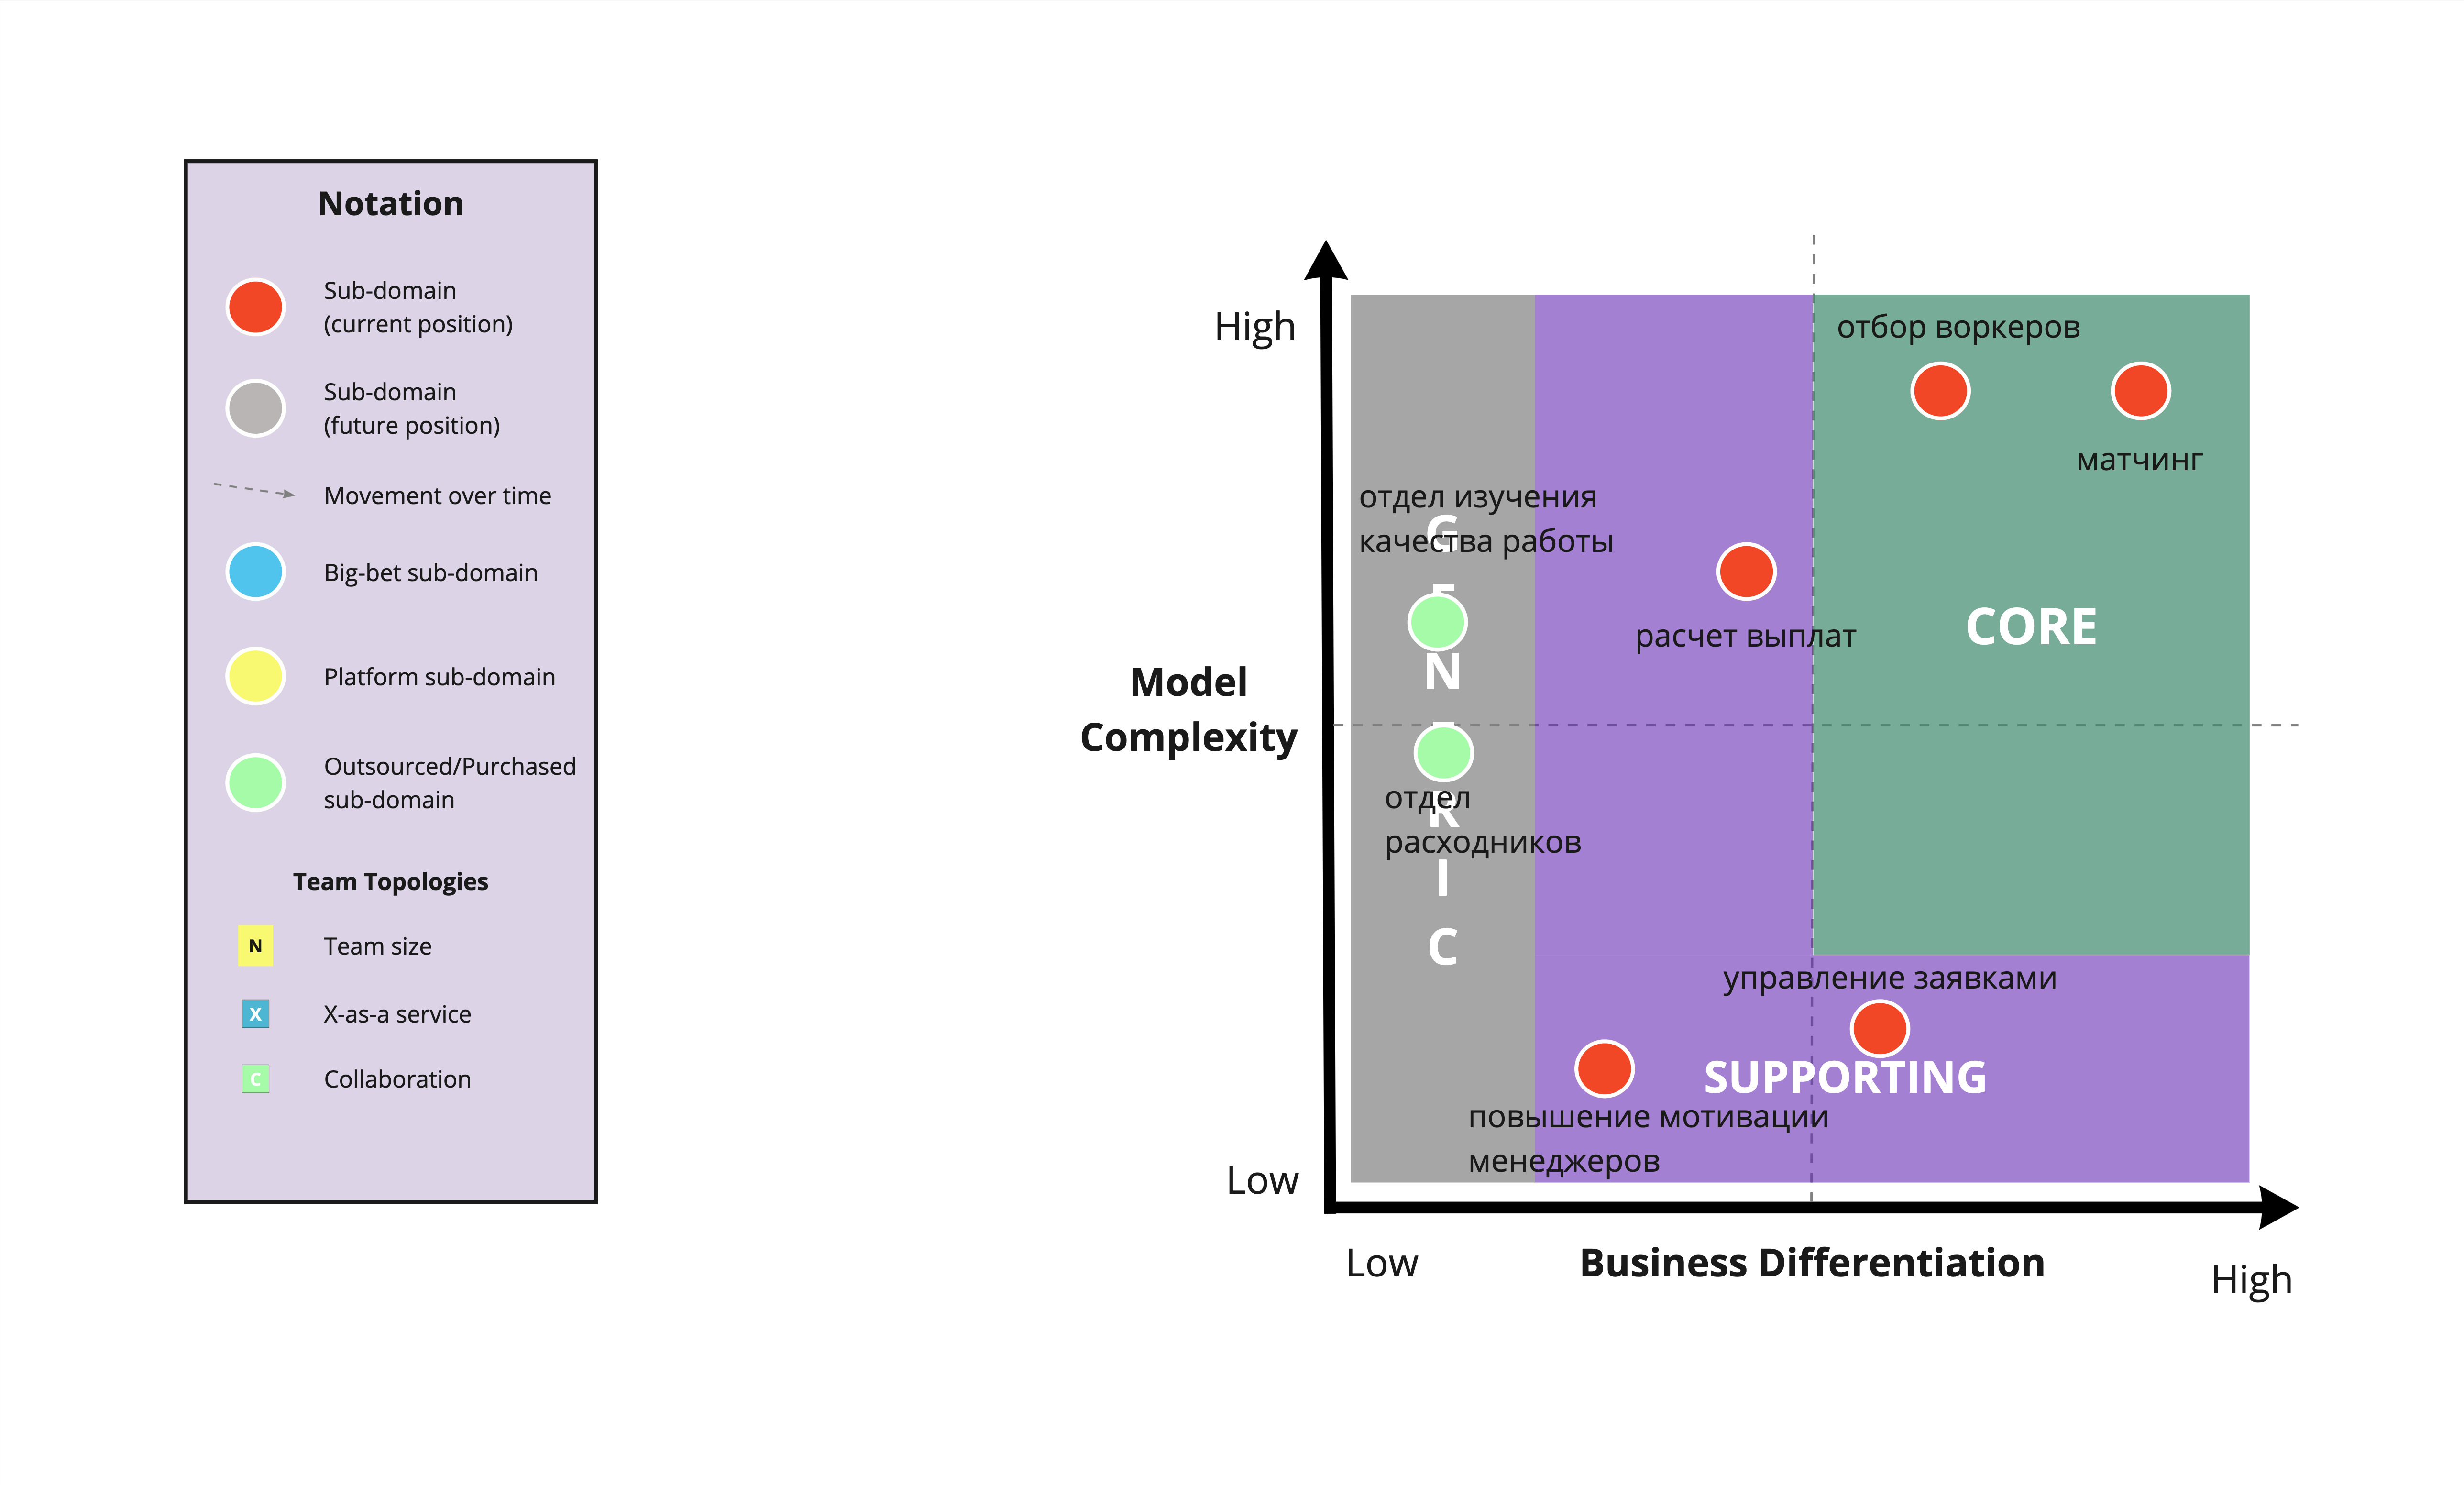 Notation
Sub-domain
(current position)
Sub-domain
(future position)
Movement over time
Big-bet sub-domain
Platform sub-domain
Outsourced/Purchased
sub-domain
Team Topologies
N
Team size
X
X-as-a service
C
Collaboration
High
Model
Complexity
Low
отбор воркеров
матчинг
отдел изучения
качества работы
расчет выплат
CORE
G
E
N
E
R
I
C
отдел
расходников
управление заявками
SUPPORTING
повышение мотивации
менеджеров
Low
Business Differentiation
High